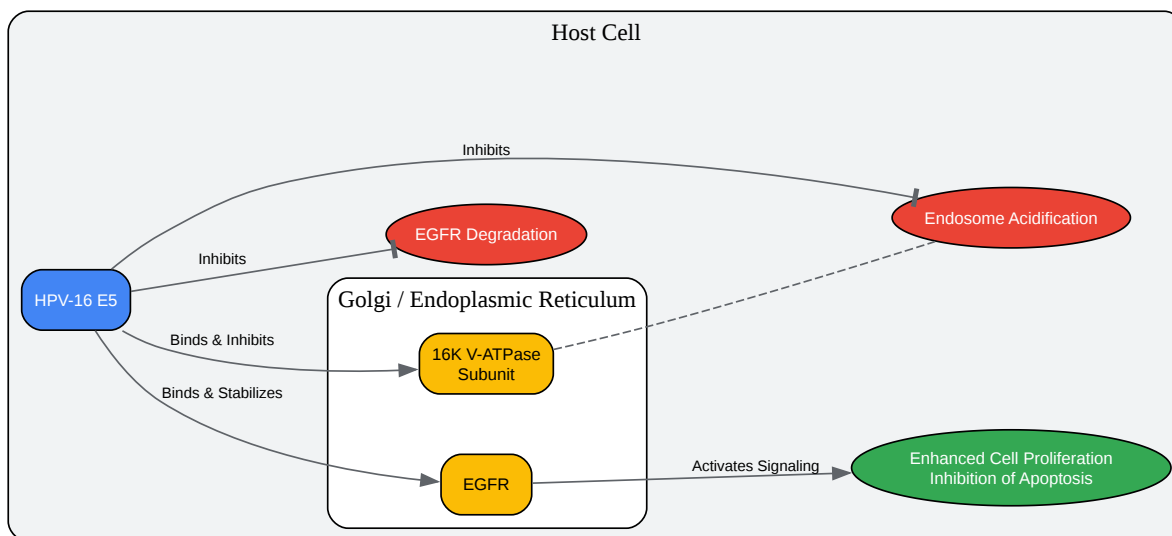 Host Cell
Inhibits
Endosome Acidification
EGFR Degradation
Inhibits
HPV-16 E5
Golgi / Endoplasmic Reticulum
Binds & Inhibits
16K V-ATPase
Subunit
Binds & Stabilizes
Activates Signaling
Enhanced Cell Proliferation
Inhibition of Apoptosis
EGFR